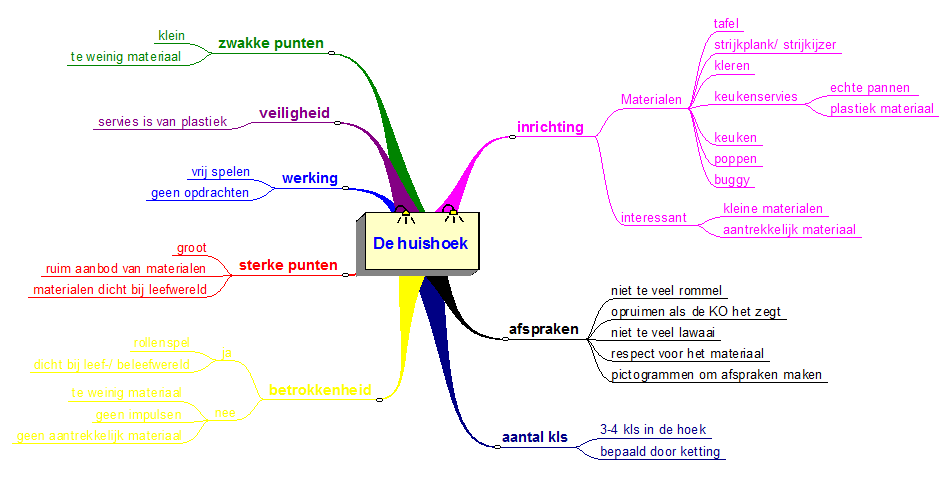 De huishoek
zwakke punten
klein
te weinig materiaal
veiligheid
servies is van plastiek
werking
vrij spelen
geen opdrachten
sterke punten
groot
ruim aanbod van materialen
materialen dicht bij leefwereld
betrokkenheid
ja
rollenspel
dicht bij leef-/ beleefwereld
nee
te weinig materiaal
geen impulsen
geen aantrekkelijk materiaal
inrichting
Materialen
tafel
strijkplank/ strijkijzer
kleren
keukenservies
echte pannen
plastiek materiaal
keuken
poppen
buggy
interessant
kleine materialen
aantrekkelijk materiaal
afspraken
niet te veel rommel
opruimen als de KO het zegt
niet te veel lawaai
respect voor het materiaal
pictogrammen om afspraken maken
aantal kls
3-4 kls in de hoek
bepaald door ketting